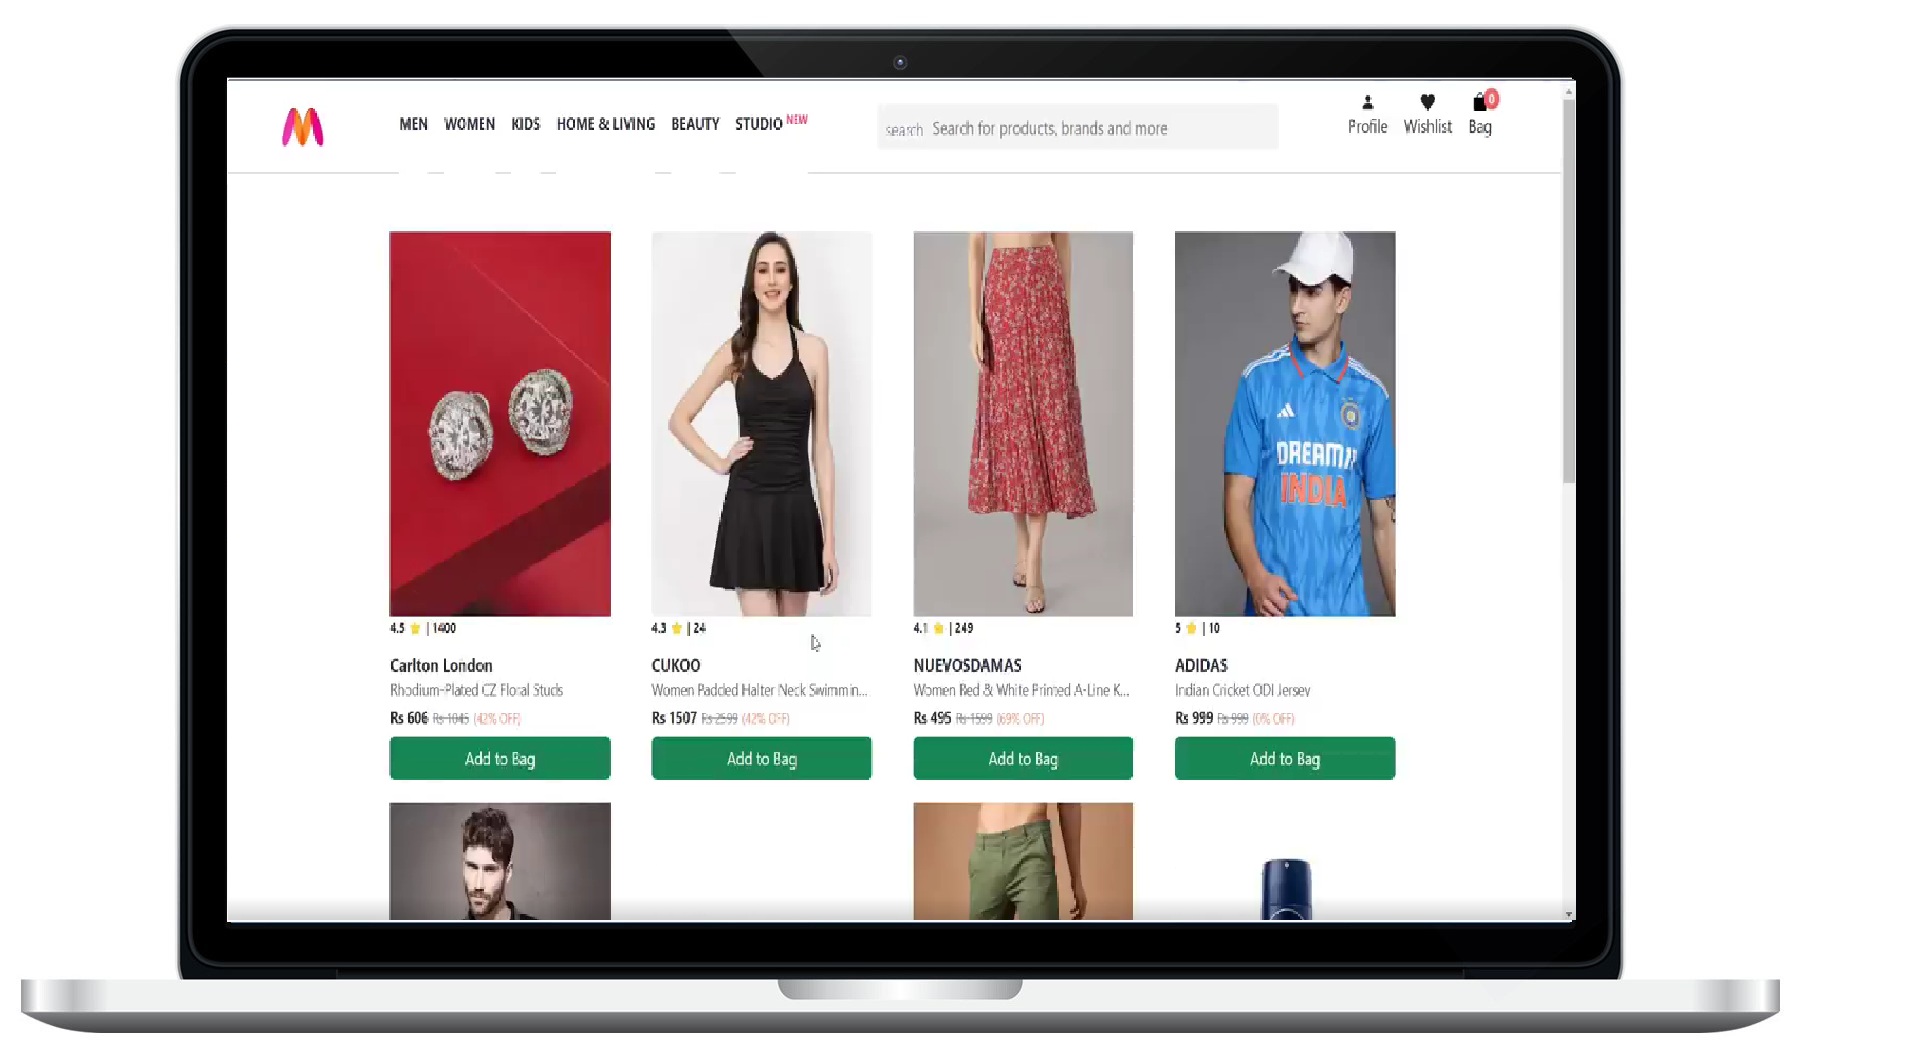 MEN WOMEN KIDS HOME & LIVING BEAUTY STUDIO NEW
search Search for products, brands and more
Profile Wishlist Bag 0
DREAM11
INDIA
4.5 | 1400
Carlton London
Rhodium-Plated CZ Floral Studs
Rs 606 Rs 1045 (42% OFF)
Add to Bag
4.3 | 24
CUKOO
Women Padded Halter Neck Swimmin...
Rs 1507 Rs 2599 (42% OFF)
Add to Bag
4.1 | 249
NUEVOSDAMAS
Women Red & White Printed A-Line K...
Rs 495 Rs 1599 (69% OFF)
Add to Bag
5 | 10
ADIDAS
Indian Cricket ODI Jersey
Rs 999 Rs 999 (0% OFF)
Add to Bag